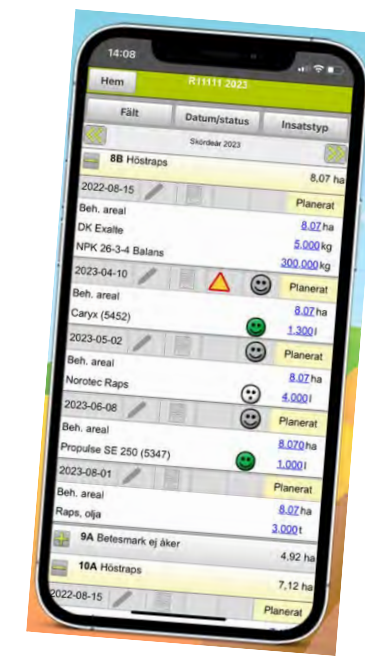 14:08
Hem R11111 2023
Fält Datum/status Insatstyp
Skördeår 2023
8B Höstraps 8,07 ha
2022-08-15 Planerat
Beh. areal 8,07 ha
DK Exalte 5,000 kg
NPK 26-3-4 Balans 300,000 kg
2023-04-10 Planerat
Beh. areal 8,07 ha
Caryx (5452) 1,300 l
2023-05-02 Planerat
Beh. areal 8,07 ha
Norotec Raps 4,000 l
2023-06-08 Planerat
Beh. areal 8,070 ha
Propulse SE 250 (5347) 1,000 l
2023-08-01 Planerat
Beh. areal 8,07 ha
Raps, olja 3,000 t
9A Betesmark ej åker 4,92 ha
10A Höstraps 7,12 ha
2022-08-15 Planerat